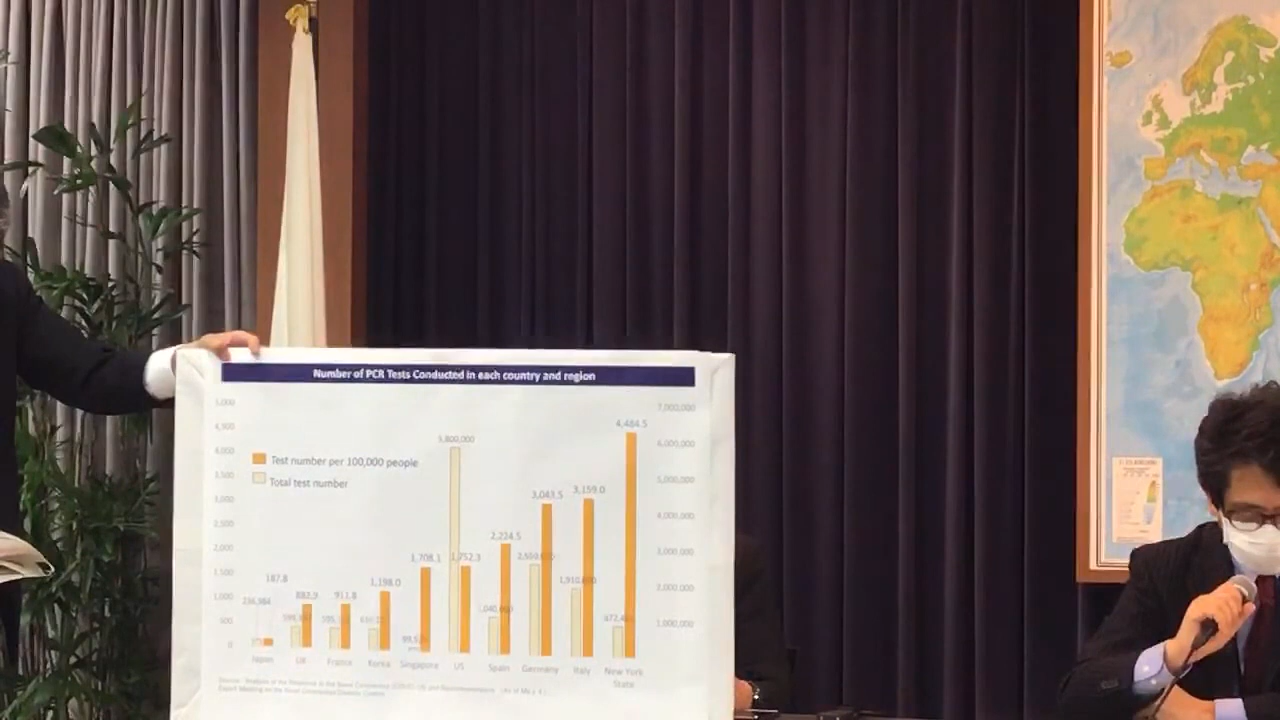 Number of PCR Tests Conducted in each country and region
5,000
4,500
4,000
3,500
3,000
2,500
2,000
1,500
1,000
500
0
7,000,000
6,000,000
5,000,000
4,000,000
3,000,000
2,000,000
1,000,000
Test number per 100,000 people
Total test number
187.8
882.9
911.8
1,198.0
1,708.1
5,800,000
1,752.3
2,224.5
3,043.5
3,159.0
4,484.5
Japan
UK
France
Korea
Singapore
US
Spain
Germany
Italy
New York
State